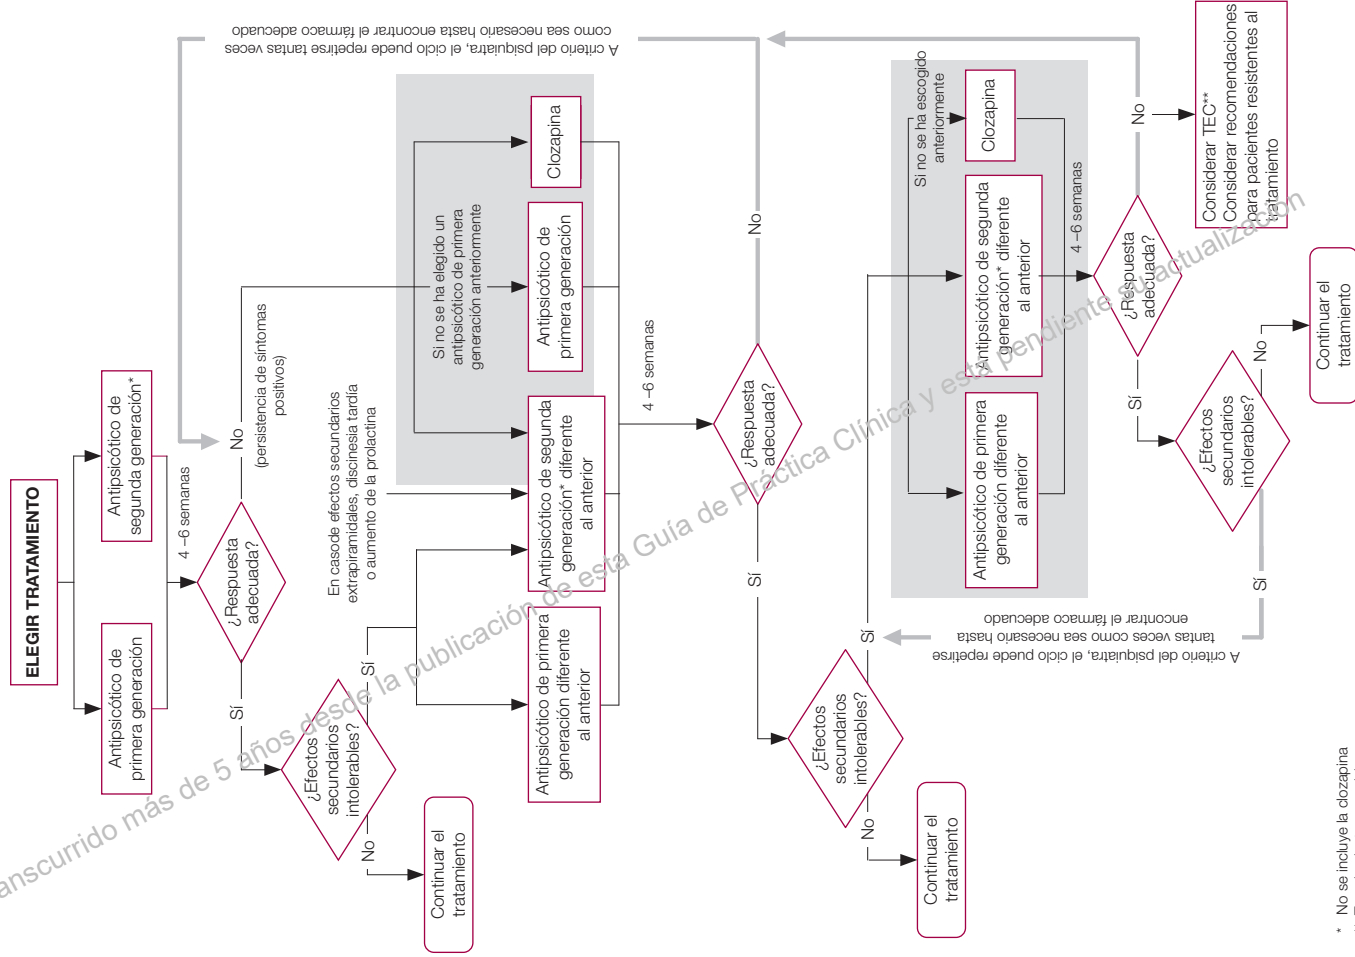 ELEGIR TRATAMIENTO
Antipsicótico de
primera generación
Antipsicótico de
segunda generación*
4 –6 semanas
¿Respuesta
adecuada?
Sí
No
(persistencia de síntomas
positivos)
A criterio del psiquiatra, el ciclo puede repetirse tantas veces
como sea necesario hasta encontrar el fármaco adecuado
¿Efectos
secundarios
intolerables?
Sí
No
Continuar el
tratamiento
En casode efectos secundarios
extrapiramidales, discinesia tardía
o aumento de la prolactina
Si no se ha elegido un
antipsicótico de primera
generación anteriormente
Antipsicótico de primera
generación diferente
al anterior
Antipsicótico de segunda
generación* diferente
al anterior
Antipsicótico de
primera generación
Clozapina
4 –6 semanas
¿Respuesta
adecuada?
Sí
No
¿Efectos
secundarios
intolerables?
Sí
No
Continuar el
tratamiento
A criterio del psiquiatra, el ciclo puede repetirse
tantas veces como sea necesario hasta
encontrar el fármaco adecuado
Si no se ha escogido
anteriormente
Antipsicótico de primera
generación diferente
al anterior
Antipsicótico de segunda
generación* diferente
al anterior
Clozapina
4 –6 semanas
¿Respuesta
adecuada?
Sí
No
Considerar TEC**
Considerar recomendaciones
para pacientes resistentes al
tratamiento
¿Efectos
secundarios
intolerables?
Sí
No
Continuar el
tratamiento
* No se incluye la clozapina
anscurrido más de 5 años desde la publicación de esta Guía de Práctica Clínica y está pendiente su actualización